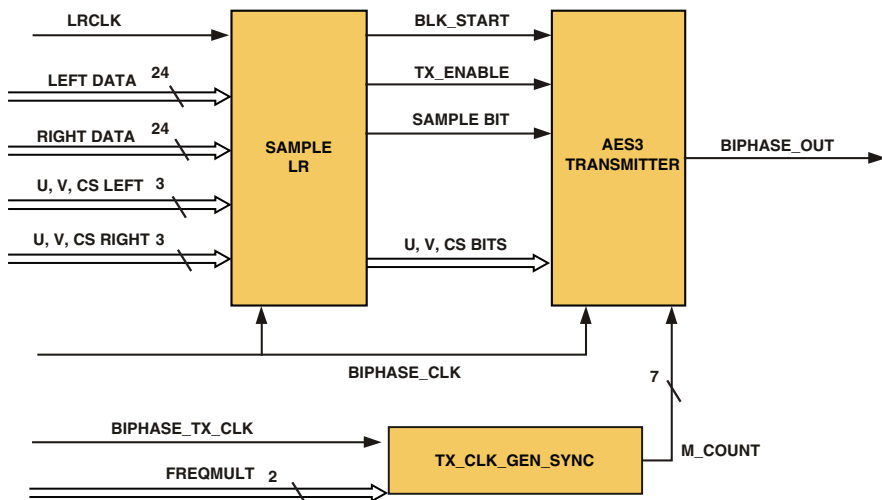 LRCLK
BLK_START
LEFT DATA 24
TX_ENABLE
RIGHT DATA 24
SAMPLE BIT
SAMPLE
LR
AES3
TRANSMITTER
BIPHASE_OUT
U, V, CS LEFT 3
U, V, CS RIGHT 3
U, V, CS BITS
BIPHASE_CLK
7
BIPHASE_TX_CLK
TX_CLK_GEN_SYNC
M_COUNT
FREQMULT 2